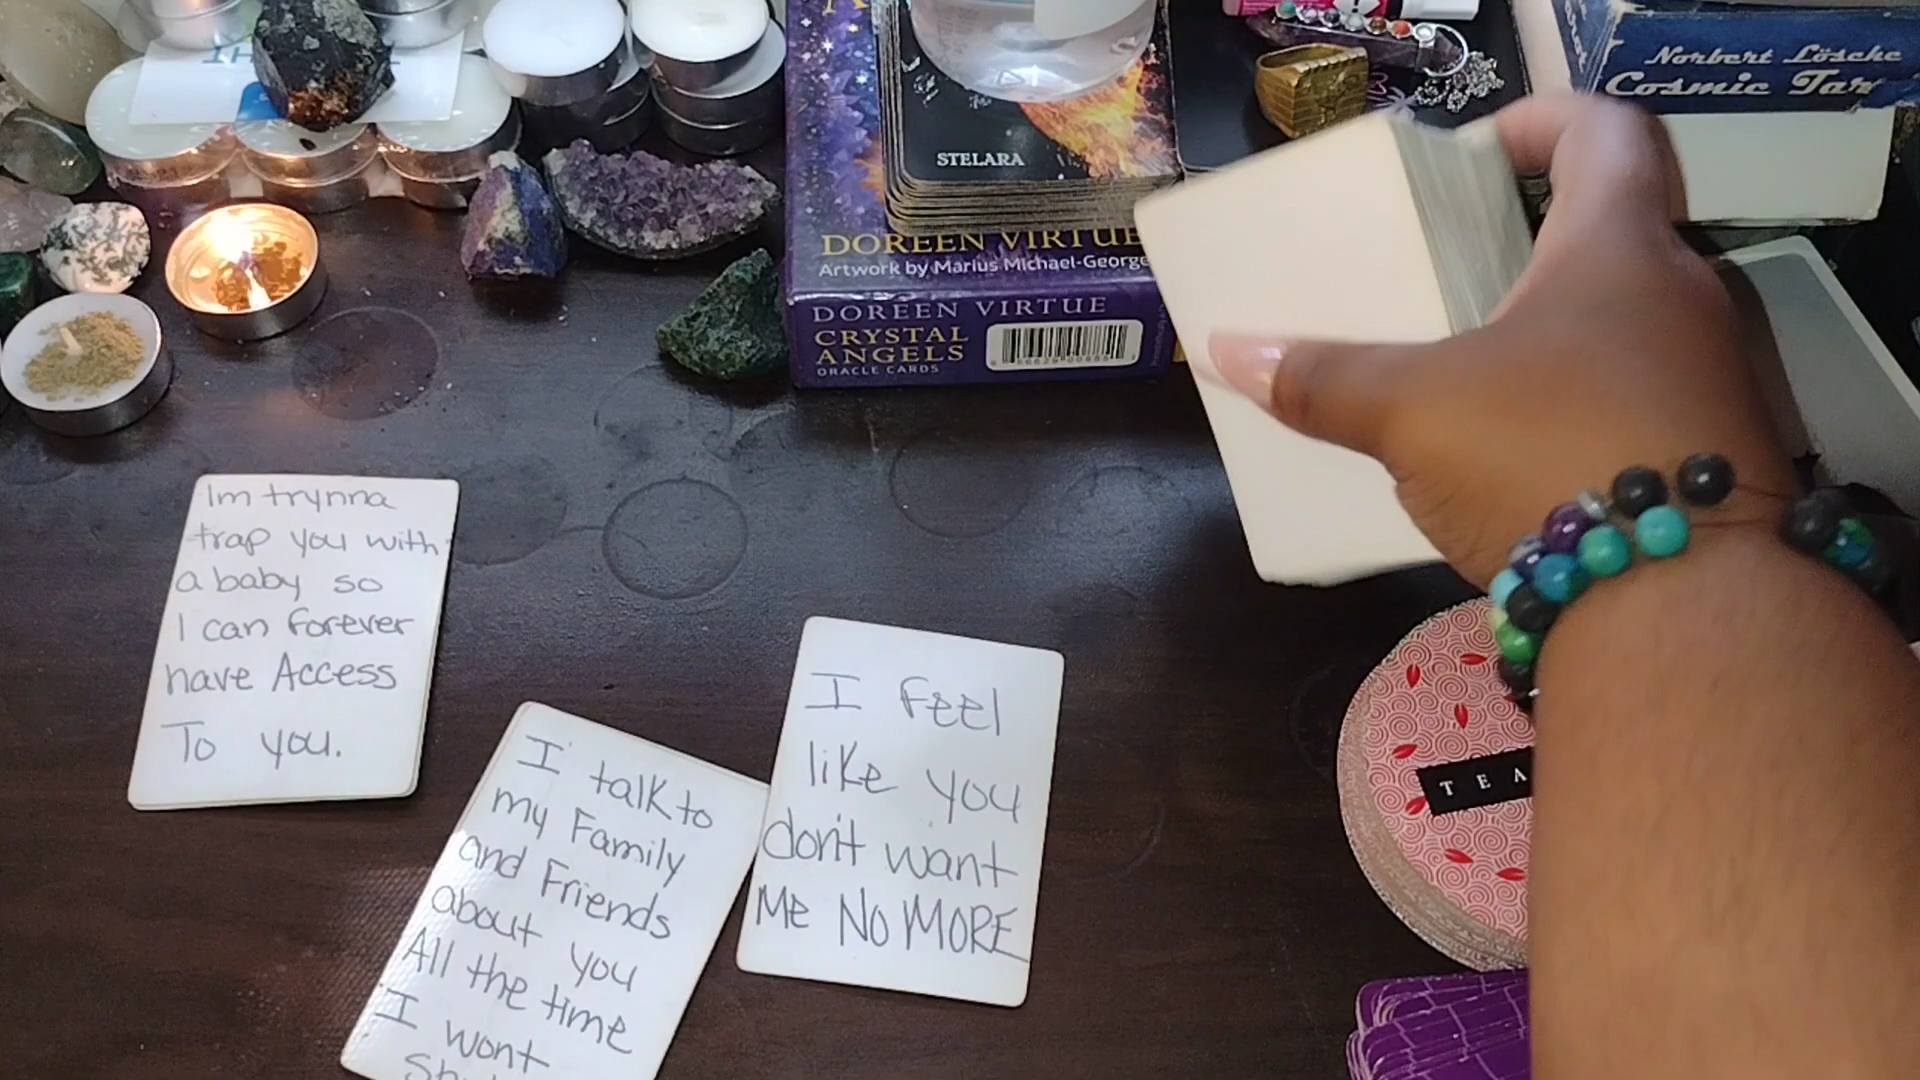 STELARA
DOREEN VIRTUE
Artwork by Marius Michael-George
DOREEN VIRTUE
CRYSTAL
ANGELS
ORACLE CARDS
Norbert Lösche
Cosmic Tar
Im trynna
trap you with
a baby so
I can forever
have Access
To you.
I talk to
my Family
and Friends
about you
All the time
I wont
I FEEl
like you
don't want
ME NO MORE
TEA